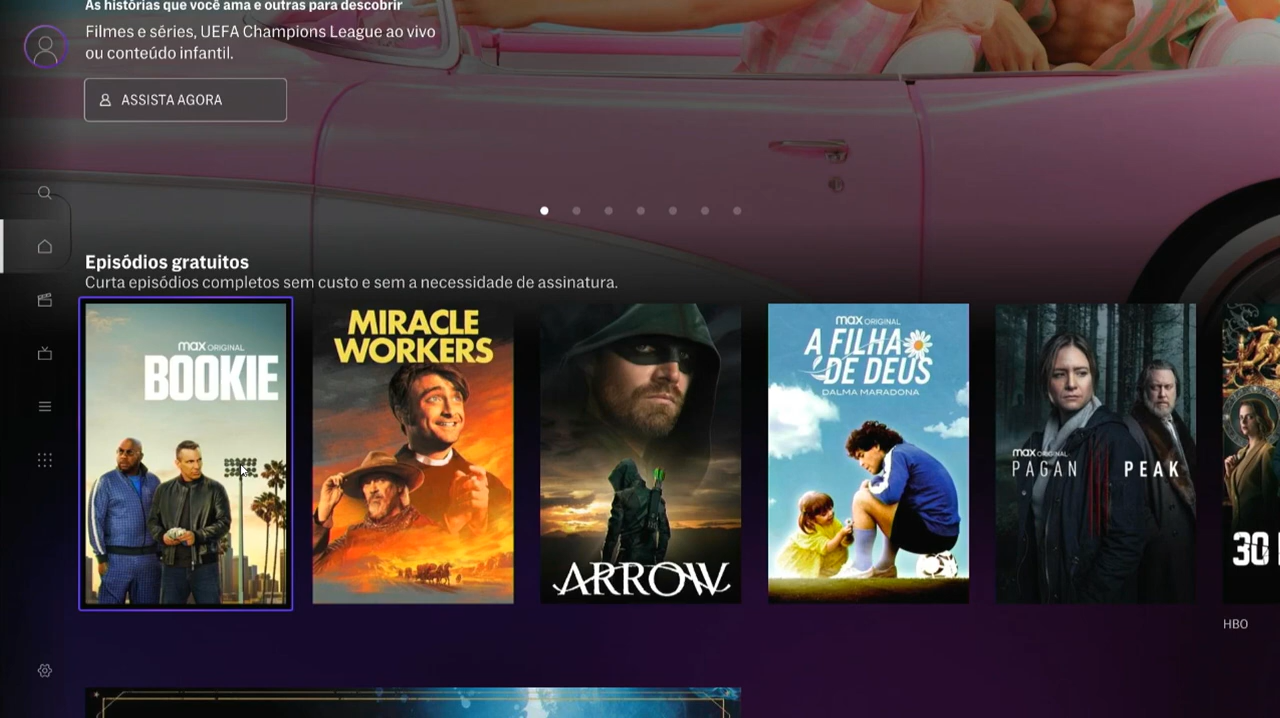 As histórias que você ama e outras para descobrir
Filmes e séries, UEFA Champions League ao vivo
ou conteúdo infantil.
ASSISTA AGORA
Episódios gratuitos
Curta episódios completos sem custo e sem a necessidade de assinatura.
max ORIGINAL
BOOKIE
MIRACLE
WORKERS
ARROW
max ORIGINAL
A FILHA
DE DEUS
DALMA MARADONA
max ORIGINAL
PAGAN PEAK
30
HBO